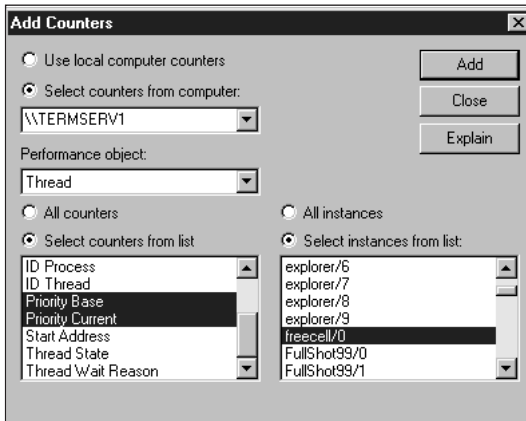 Add Counters
Use local computer counters
Select counters from computer:
\\TERMSERV1
Performance object:
Thread
All counters
Select counters from list
ID Process
ID Thread
Priority Base
Priority Current
Start Address
Thread State
Thread Wait Reason
All instances
Select instances from list:
explorer/6
explorer/7
explorer/8
explorer/9
freecell/0
FullShot99/0
FullShot99/1
Add
Close
Explain